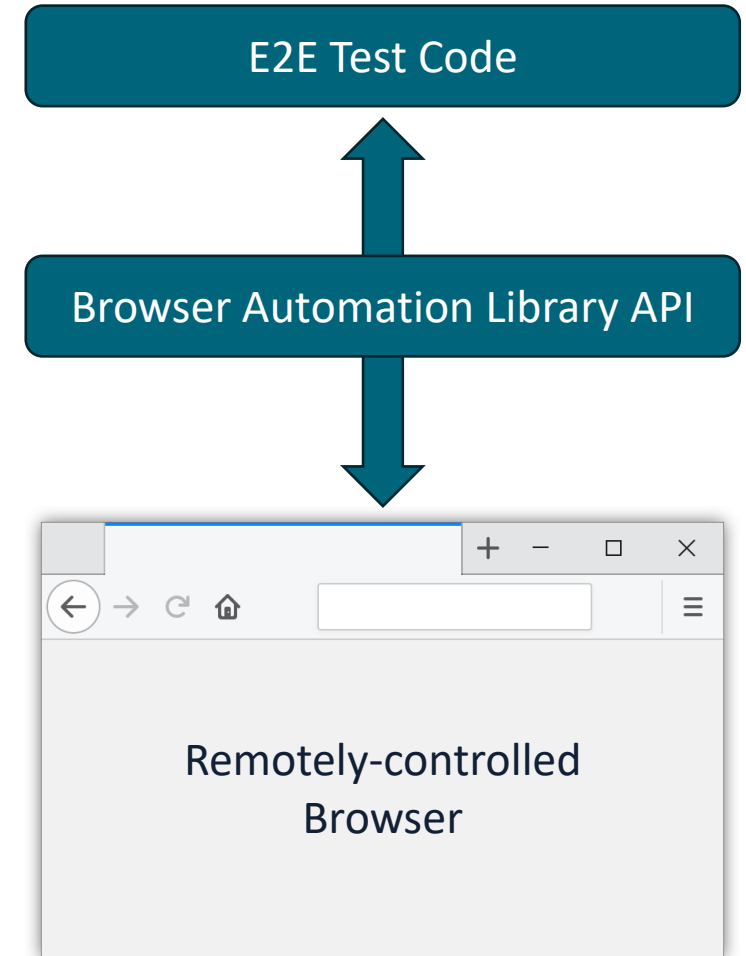 E2E Test Code
Browser Automation Library API
Remotely-controlled
Browser